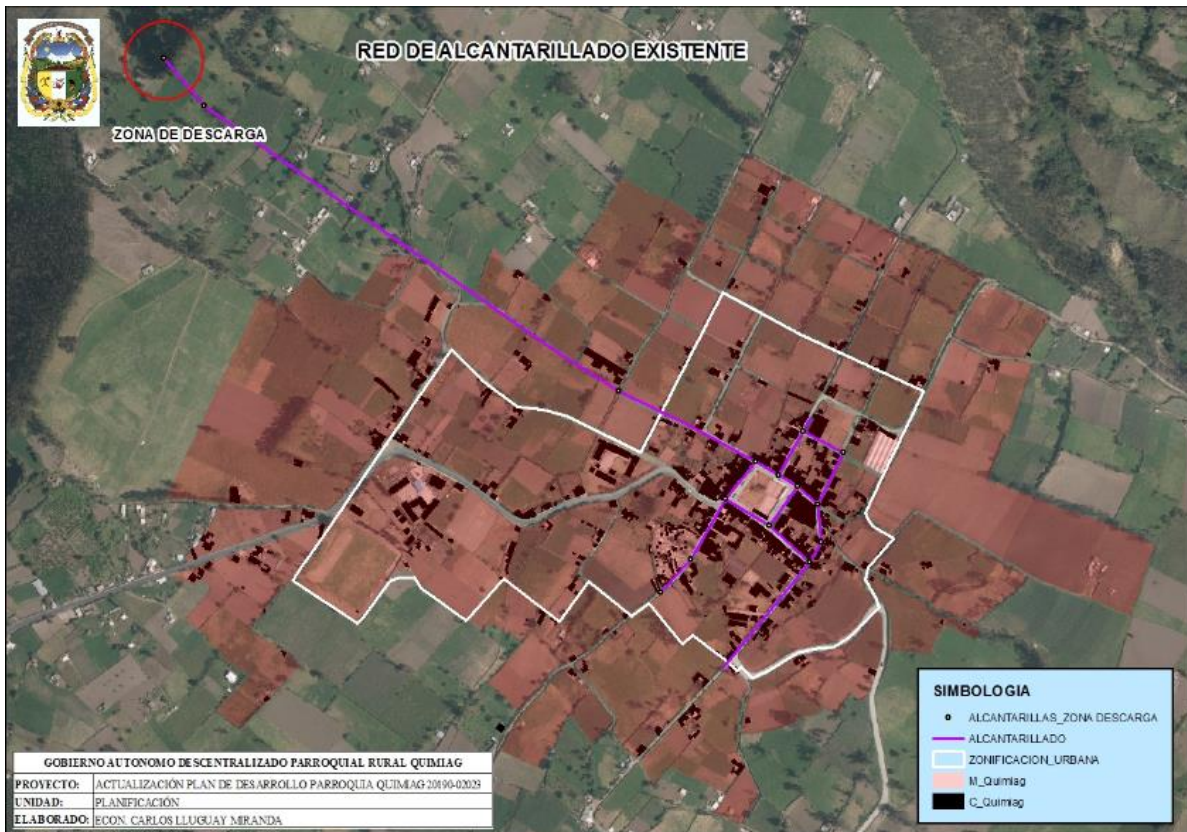 RED DE ALCANTARILLADO EXISTENTE
ZONA DE DESCARGA
SIMBOLOGIA
ALCANTARILLAS_ZONA DESCARGA
ALCANTARILLADO
ZONIFICACION_URBANA
M_Quimiag
C_Quimiag
GOBIERNO AUTONOMO DESCENTRALIZADO PARROQUIAL RURAL QUIMIAG
PROYECTO: ACTUALIZACIÓN PLAN DE DESARROLLO PARROQUIA QUIMIAG 20190-02023
UNIDAD: PLANIFICACIÓN
ELABORADO: ECON. CARLOS LLUGUAY MIRANDA